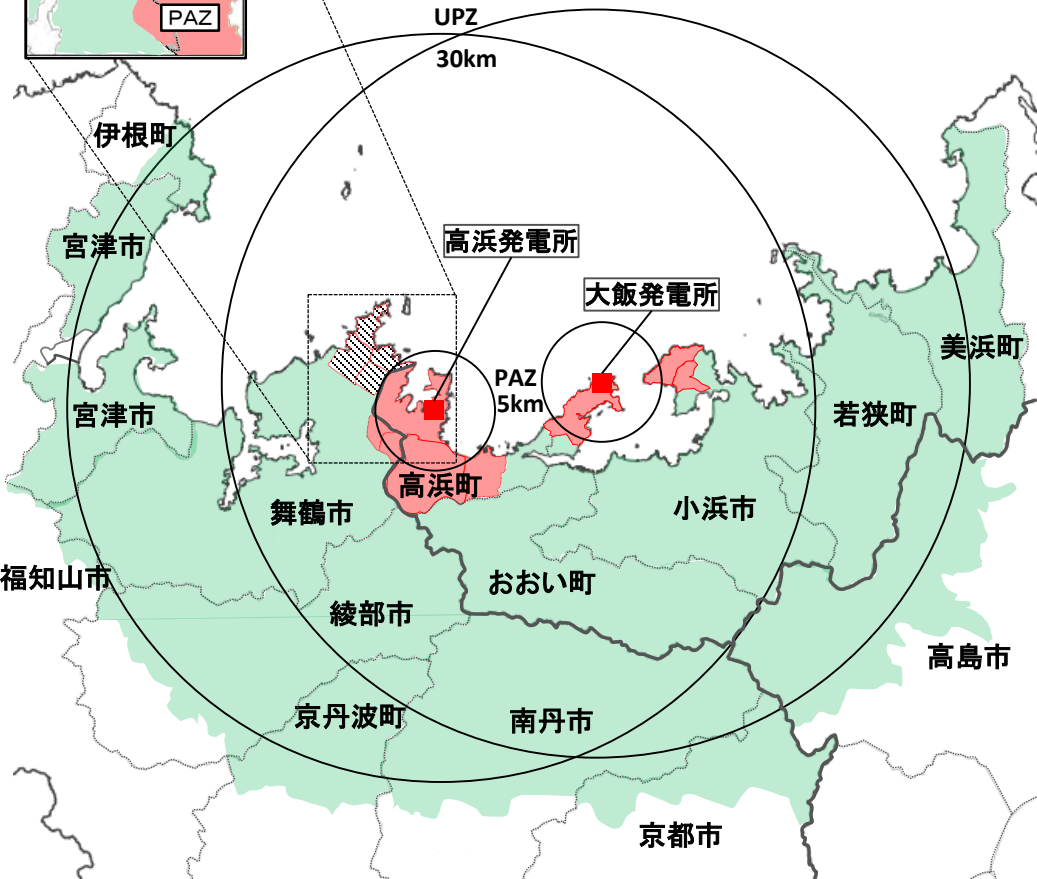 PAZ
UPZ
30km
伊根町
宮津市
高浜発電所
大飯発電所
美浜町
PAZ
5km
宮津市
若狭町
高浜町
舞鶴市
小浜市
福知山市
おおい町
綾部市
高島市
京丹波町
南丹市
京都市